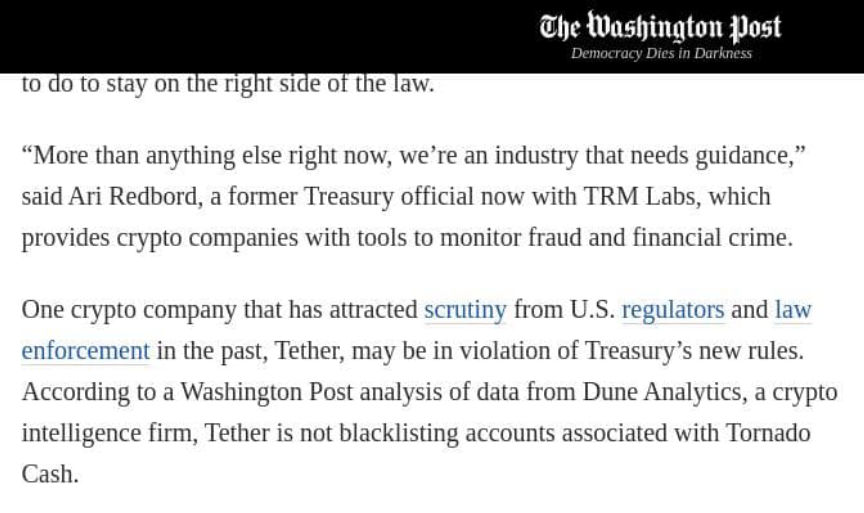 The Washington Post
Democracy Dies in Darkness
to do to stay on the right side of the law.
“More than anything else right now, we’re an industry that needs guidance,”
said Ari Redbord, a former Treasury official now with TRM Labs, which
provides crypto companies with tools to monitor fraud and financial crime.
One crypto company that has attracted scrutiny from U.S. regulators and law
enforcement in the past, Tether, may be in violation of Treasury’s new rules.
According to a Washington Post analysis of data from Dune Analytics, a crypto
intelligence firm, Tether is not blacklisting accounts associated with Tornado
Cash.